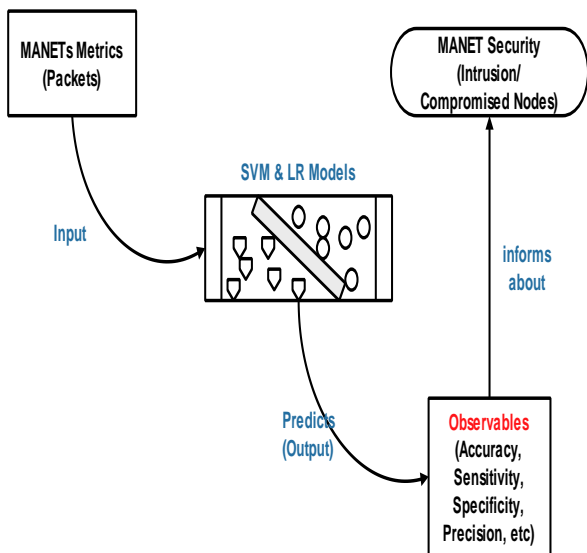 MANETs Metrics
(Packets)
MANET Security
(Intrusion/
Compromised Nodes)
SVM & LR Models
Input
informs
about
Predicts
(Output)
Observables
(Accuracy,
Sensitivity,
Specificity,
Precision, etc)